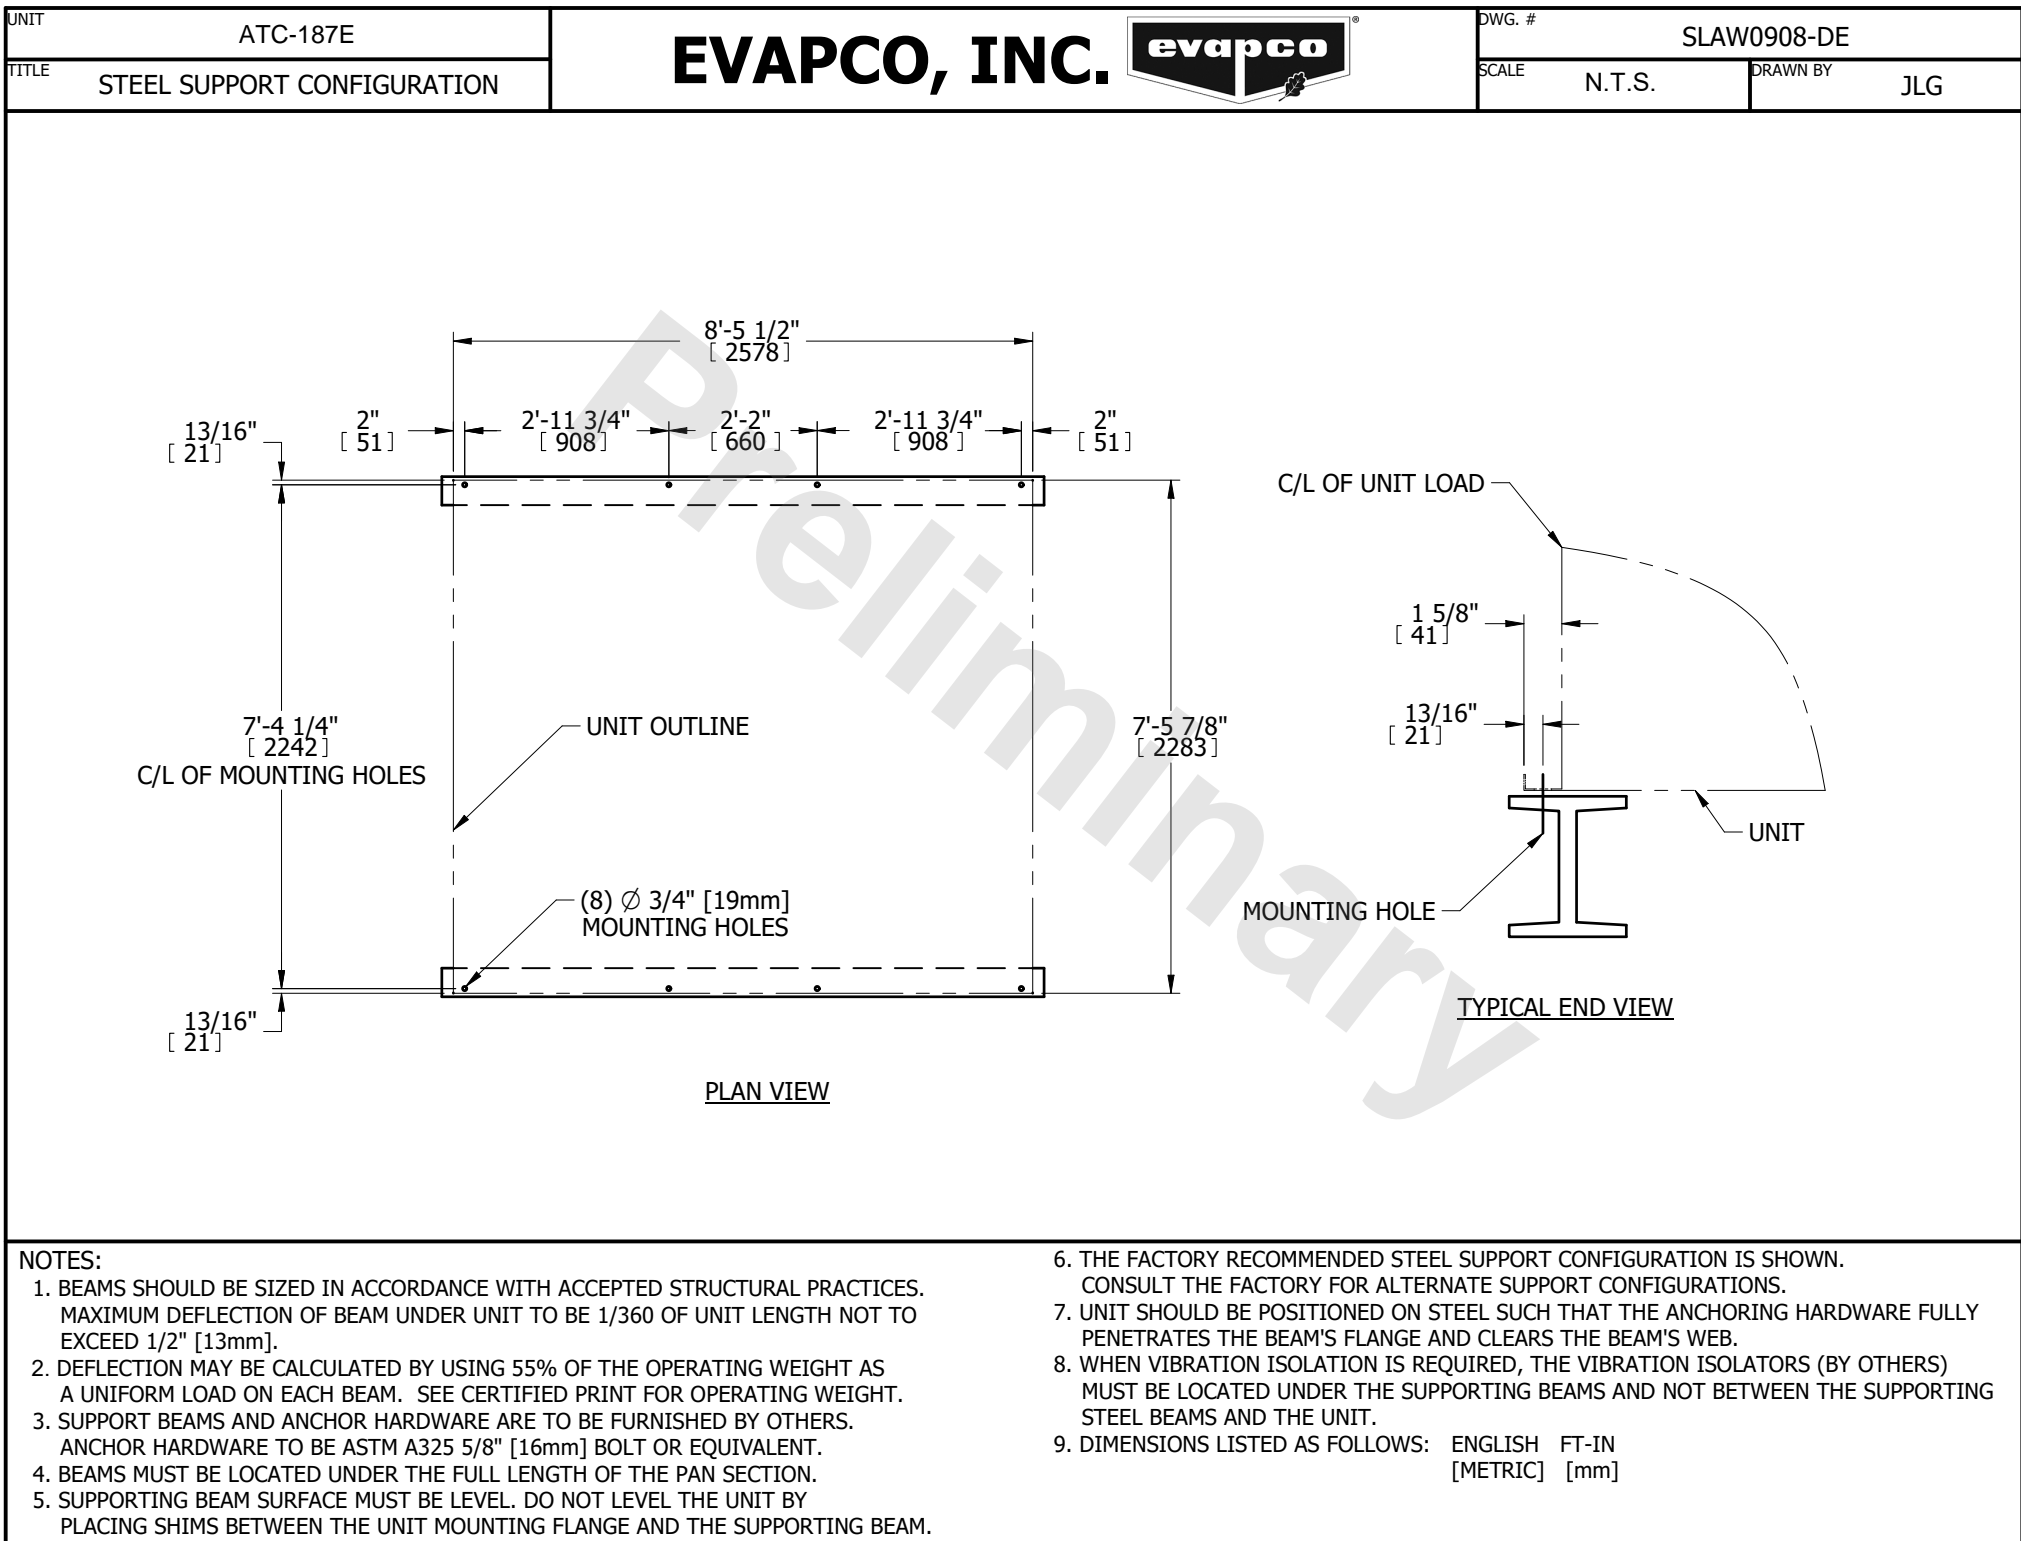 UNIT
ATC-187E
TITLE
STEEL SUPPORT CONFIGURATION
EVAPCO, INC.
evapco
®
DWG. #
SLAW0908-DE
SCALE
N.T.S.
DRAWN BY
JLG
8'-5 1/2"
[ 2578 ]
13/16"
[ 21 ]
2"
[ 51 ]
2'-11 3/4"
[ 908 ]
2'-2"
[ 660 ]
2'-11 3/4"
[ 908 ]
2"
[ 51 ]
7'-4 1/4"
[ 2242 ]
C/L OF MOUNTING HOLES
UNIT OUTLINE
7'-5 7/8"
[ 2283 ]
(8) Ø 3/4" [19mm]
MOUNTING HOLES
13/16"
[ 21 ]
PLAN VIEW
C/L OF UNIT LOAD
1 5/8"
[ 41 ]
13/16"
[ 21 ]
UNIT
MOUNTING HOLE
TYPICAL END VIEW
Preliminary
NOTES:
1. BEAMS SHOULD BE SIZED IN ACCORDANCE WITH ACCEPTED STRUCTURAL PRACTICES.
MAXIMUM DEFLECTION OF BEAM UNDER UNIT TO BE 1/360 OF UNIT LENGTH NOT TO
EXCEED 1/2" [13mm].
2. DEFLECTION MAY BE CALCULATED BY USING 55% OF THE OPERATING WEIGHT AS
A UNIFORM LOAD ON EACH BEAM. SEE CERTIFIED PRINT FOR OPERATING WEIGHT.
3. SUPPORT BEAMS AND ANCHOR HARDWARE ARE TO BE FURNISHED BY OTHERS.
ANCHOR HARDWARE TO BE ASTM A325 5/8" [16mm] BOLT OR EQUIVALENT.
4. BEAMS MUST BE LOCATED UNDER THE FULL LENGTH OF THE PAN SECTION.
5. SUPPORTING BEAM SURFACE MUST BE LEVEL. DO NOT LEVEL THE UNIT BY
PLACING SHIMS BETWEEN THE UNIT MOUNTING FLANGE AND THE SUPPORTING BEAM.
6. THE FACTORY RECOMMENDED STEEL SUPPORT CONFIGURATION IS SHOWN.
CONSULT THE FACTORY FOR ALTERNATE SUPPORT CONFIGURATIONS.
7. UNIT SHOULD BE POSITIONED ON STEEL SUCH THAT THE ANCHORING HARDWARE FULLY
PENETRATES THE BEAM'S FLANGE AND CLEARS THE BEAM'S WEB.
8. WHEN VIBRATION ISOLATION IS REQUIRED, THE VIBRATION ISOLATORS (BY OTHERS)
MUST BE LOCATED UNDER THE SUPPORTING BEAMS AND NOT BETWEEN THE SUPPORTING
STEEL BEAMS AND THE UNIT.
9. DIMENSIONS LISTED AS FOLLOWS: ENGLISH FT-IN
[METRIC] [mm]